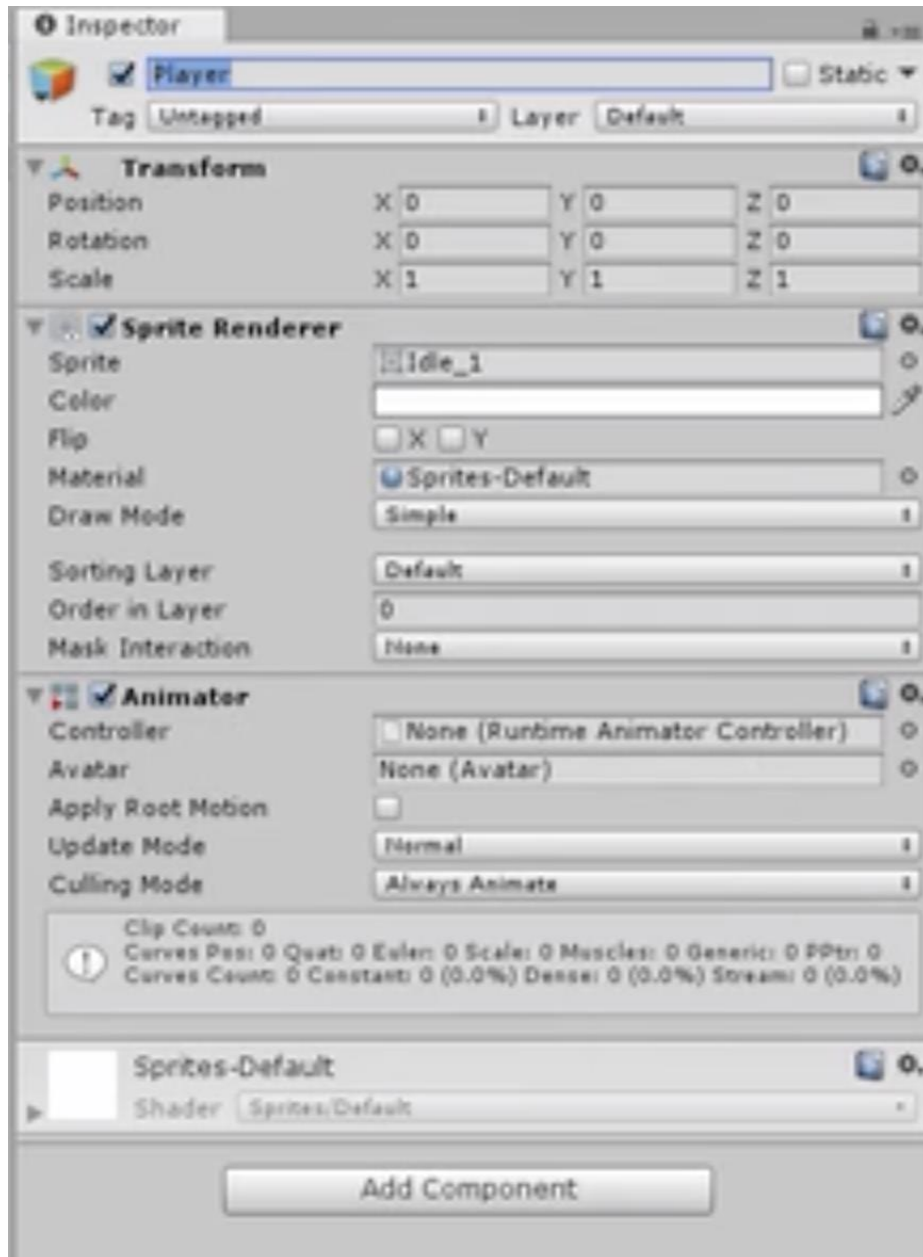 Inspector
Player Static
Tag Untagged Layer Default
Transform
Position X 0 Y 0 Z 0
Rotation X 0 Y 0 Z 0
Scale X 1 Y 1 Z 1
Sprite Renderer
Sprite Idle_1
Color
Flip X Y
Material Sprites-Default
Draw Mode Simple
Sorting Layer Default
Order in Layer 0
Mask Interaction None
Animator
Controller None (Runtime Animator Controller)
Avatar None (Avatar)
Apply Root Motion
Update Mode Normal
Culling Mode Always Animate
Clip Count: 0
Curves Pos: 0 Quat: 0 Euler: 0 Scale: 0 Muscles: 0 Generic: 0 PPtr: 0
Curves Count: 0 Constant: 0 (0.0%) Dense: 0 (0.0%) Stream: 0 (0.0%)
Sprites-Default
Shader Sprites/Default
Add Component